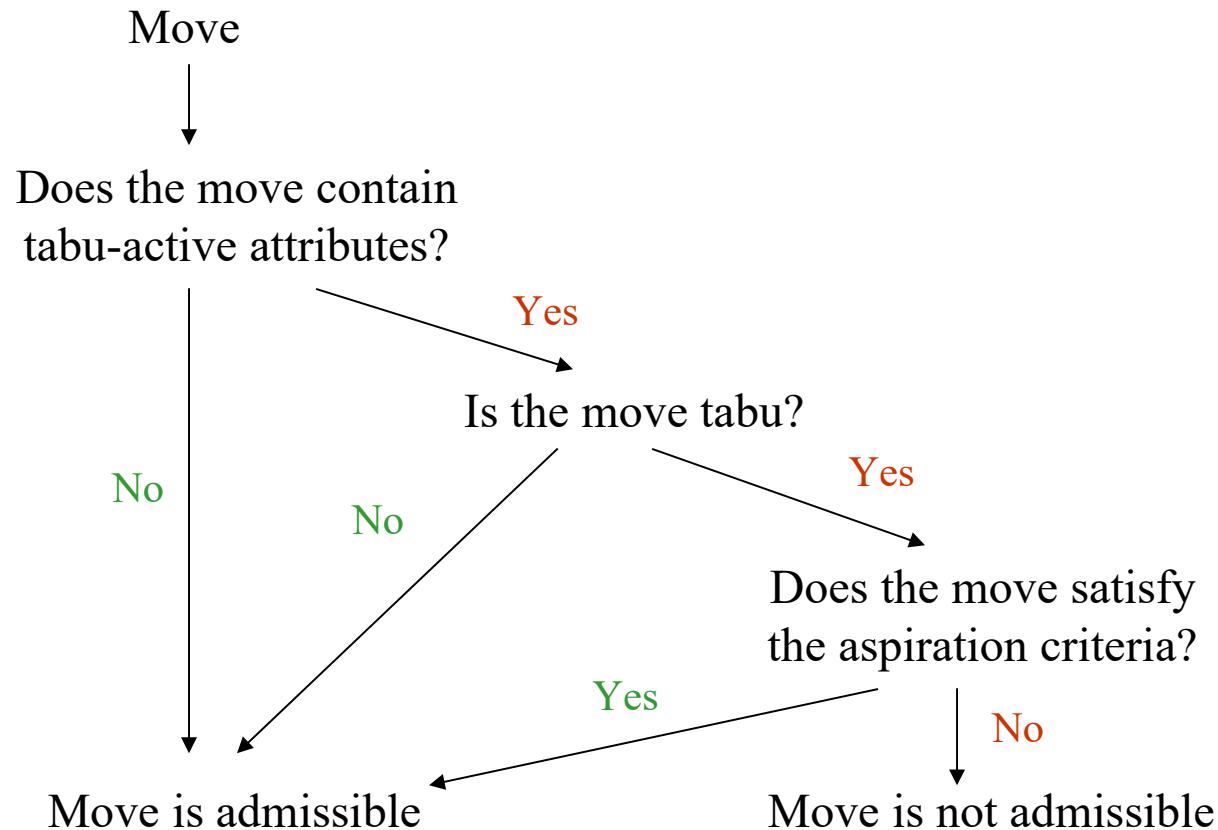 Move
Does the move contain
tabu-active attributes?
Yes
Is the move tabu?
No
Yes
No
Does the move satisfy
the aspiration criteria?
Yes
No
Move is admissible
Move is not admissible